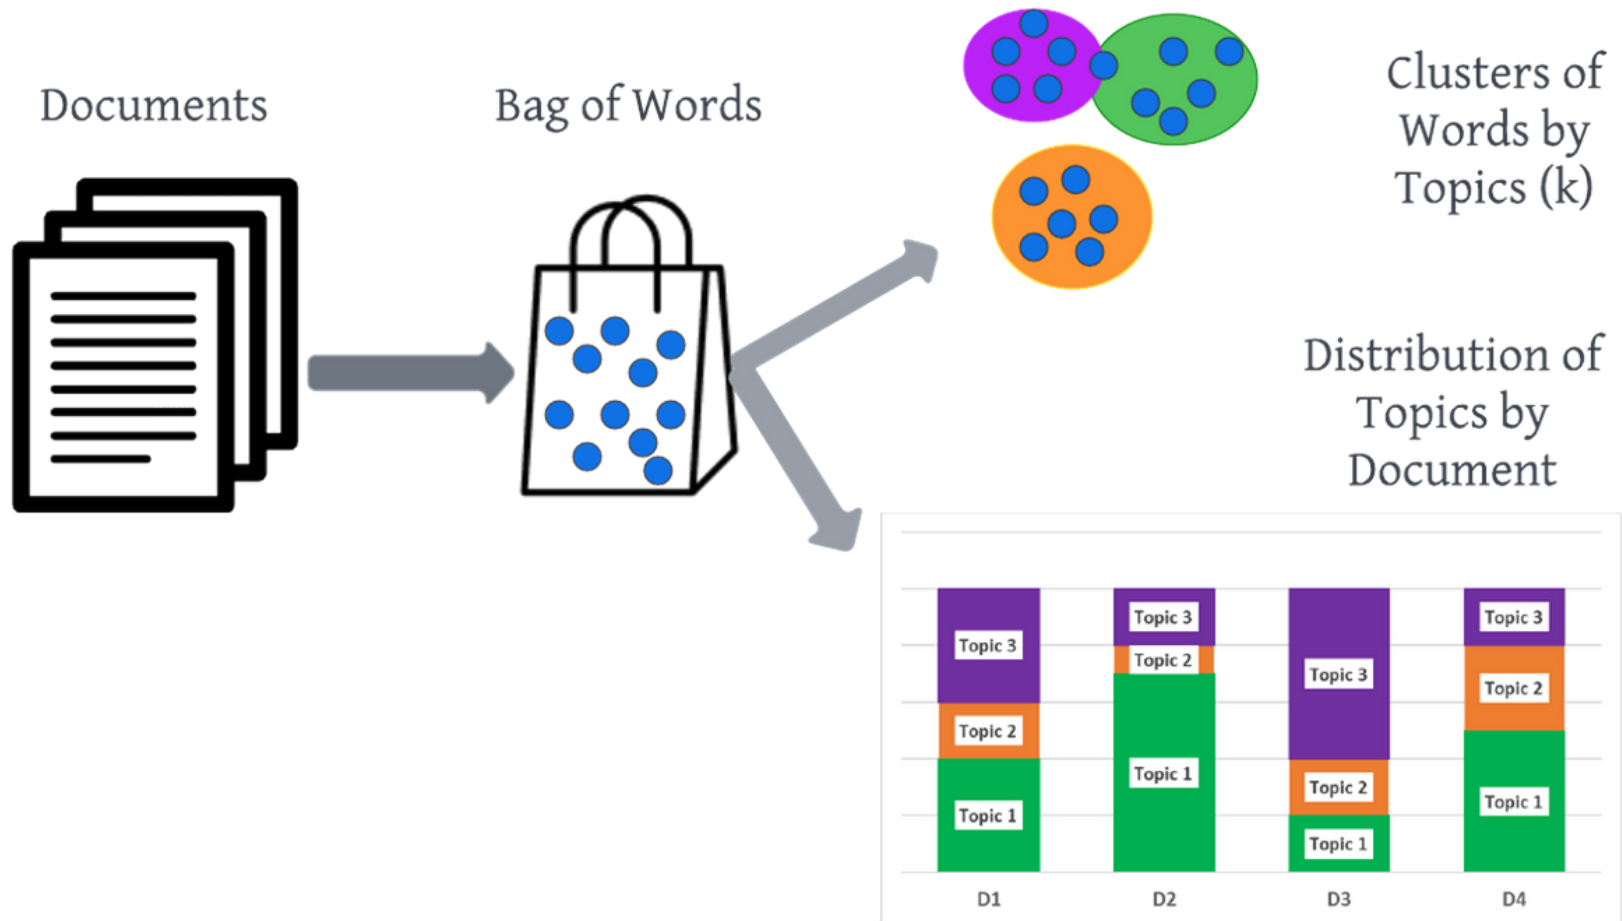 Documents
Bag of Words
Clusters of
Words by
Topics (k)
Distribution of
Topics by
Document
Topic 3
Topic 2
Topic 1
Topic 3
Topic 2
Topic 1
Topic 3
Topic 2
Topic 1
Topic 3
Topic 2
Topic 1
D1
D2
D3
D4